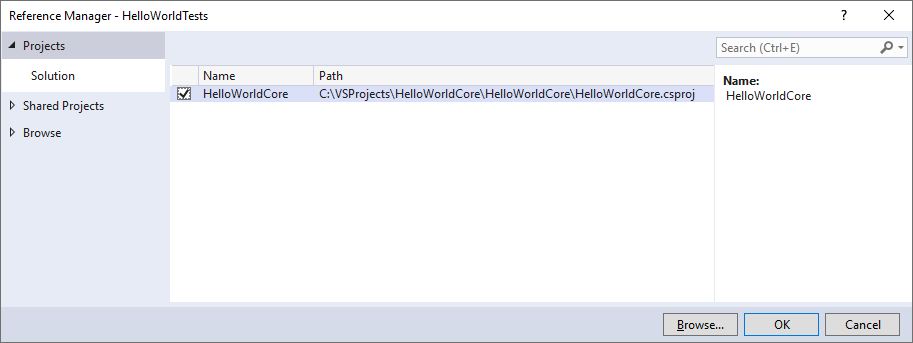 Reference Manager - HelloWorldTests
? 
Projects
Search (Ctrl+E)
Solution
Name Path
Name:
HelloWorldCore C:\VSProjects\HelloWorldCore\HelloWorldCore\HelloWorldCore.csproj
HelloWorldCore
Shared Projects
Browse
Browse... OK Cancel